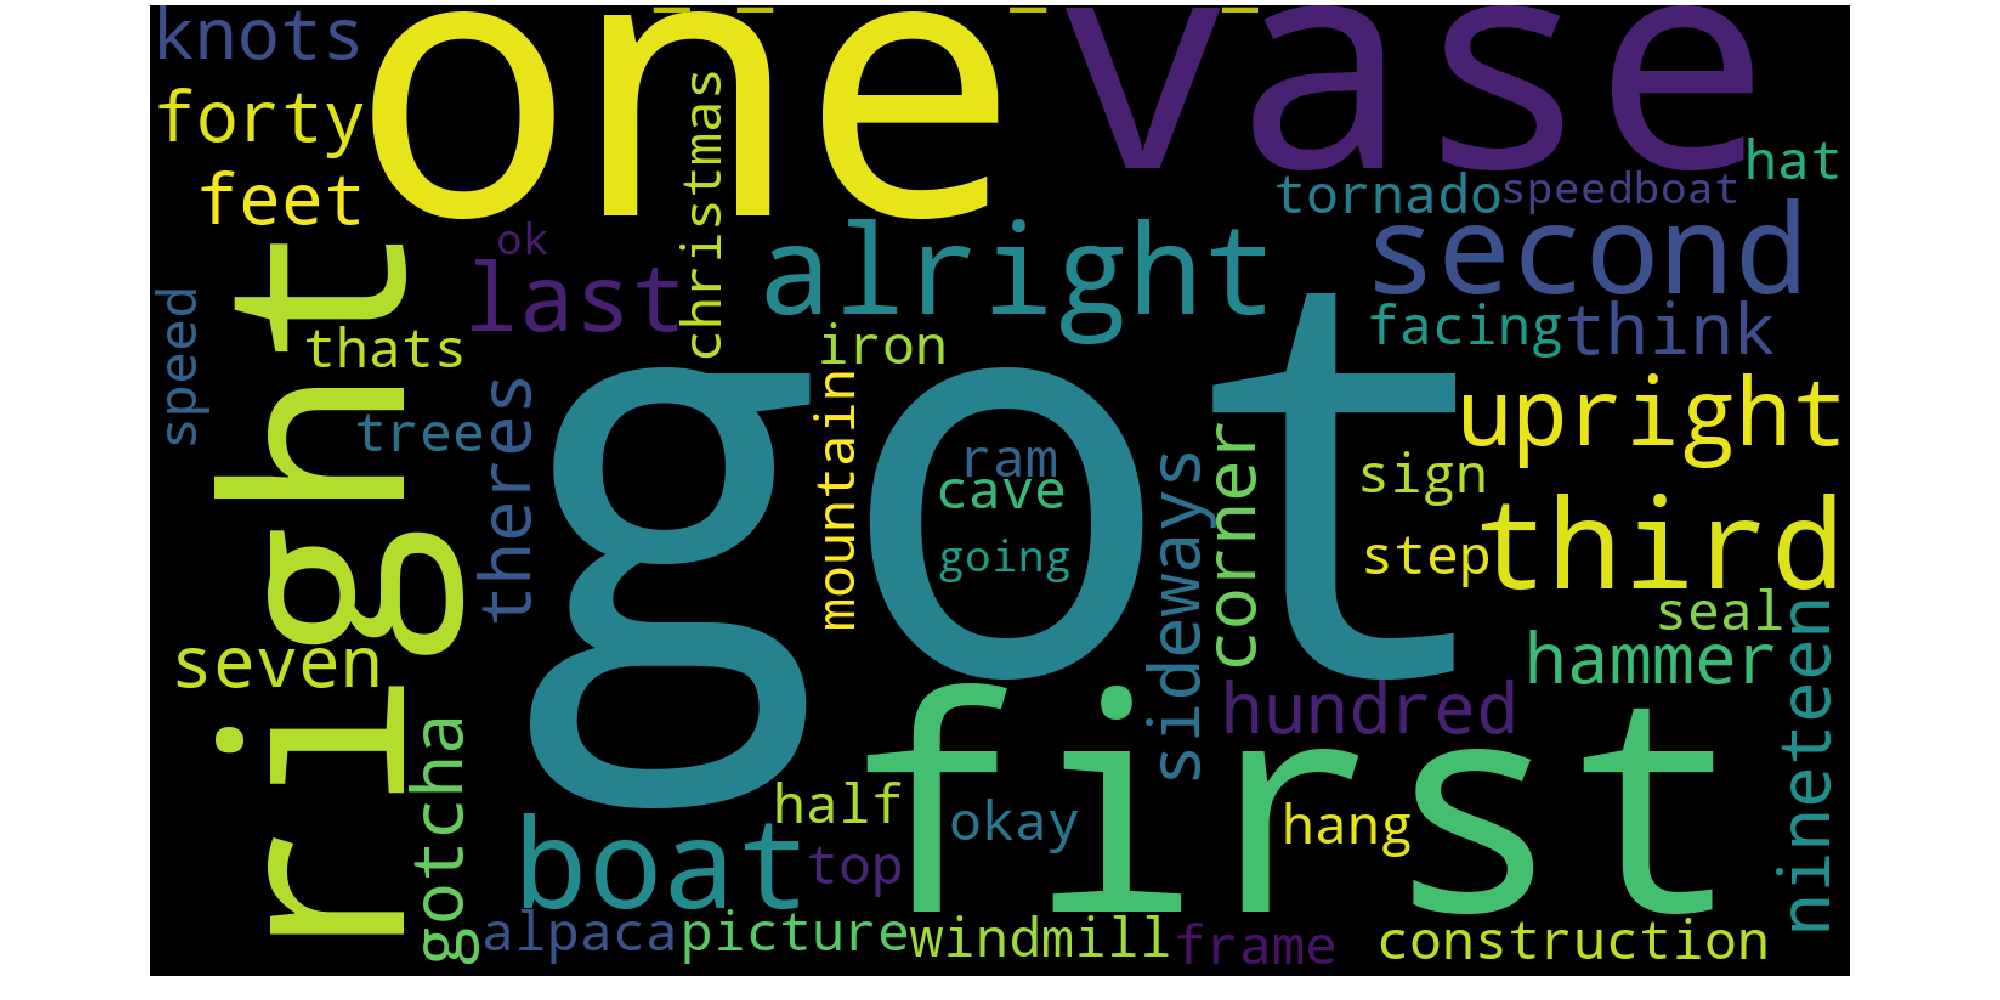 knots
one
vase
forty
christmas
hat
feet
tornado
speedboat
ok
alright
second
last
right
speed
thats
iron
facing
think
got
tree
theres
mountain
ram
cave
going
sideways
corner
upright
sign
third
step
seal
seven
hammer
nineteen
hundred
first
gotcha
boat
half
okay
hang
top
alpaca
picture
windmill
frame
construction